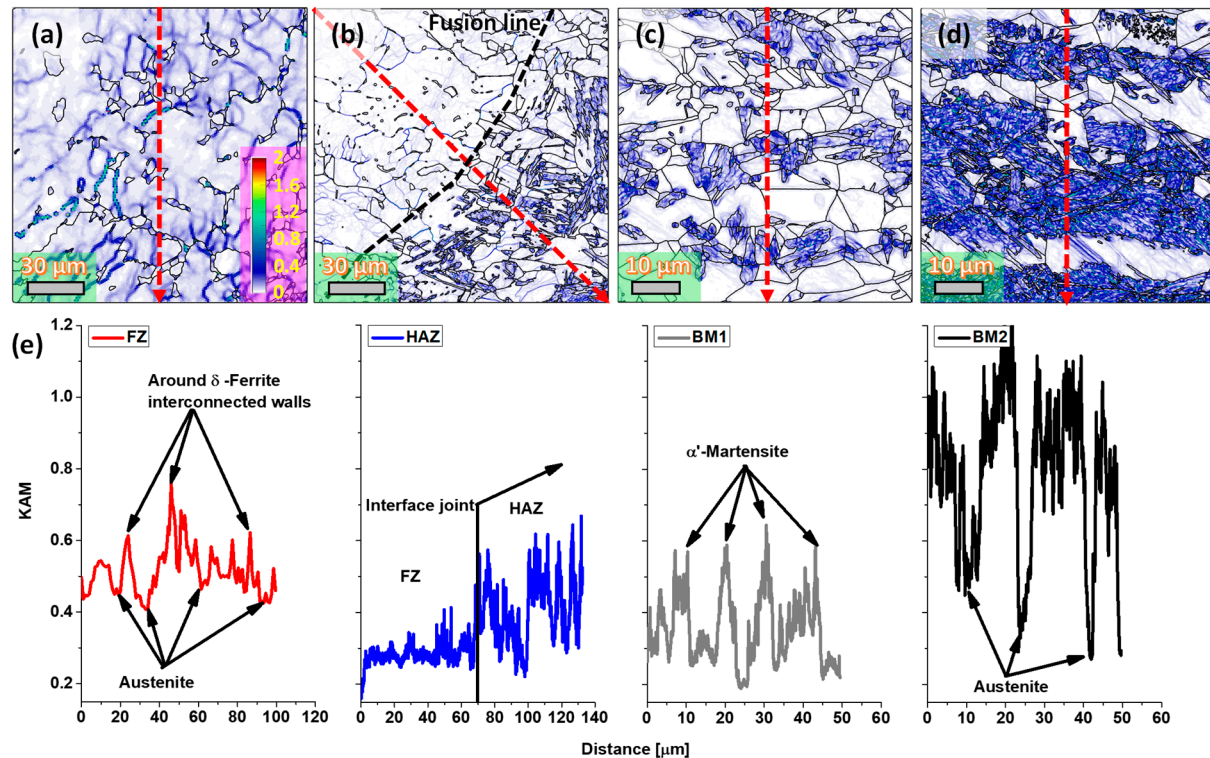 (a)
2
1.6
1.2
0.8
0.4
0
30 μm
(b)
Fusion line
30 μm
(c)
10 μm
(d)
10 μm
(e)
KAM
1.2
1.0
0.8
0.6
0.4
0.2
FZ
Around δ -Ferrite
interconnected walls
Austenite
0 20 40 60 80 100 120
HAZ
Interface joint
HAZ
FZ
0 20 40 60 80 100 120 140
BM1
α'-Martensite
0 10 20 30 40 50 60
BM2
Austenite
0 10 20 30 40 50 60
Distance [μm]